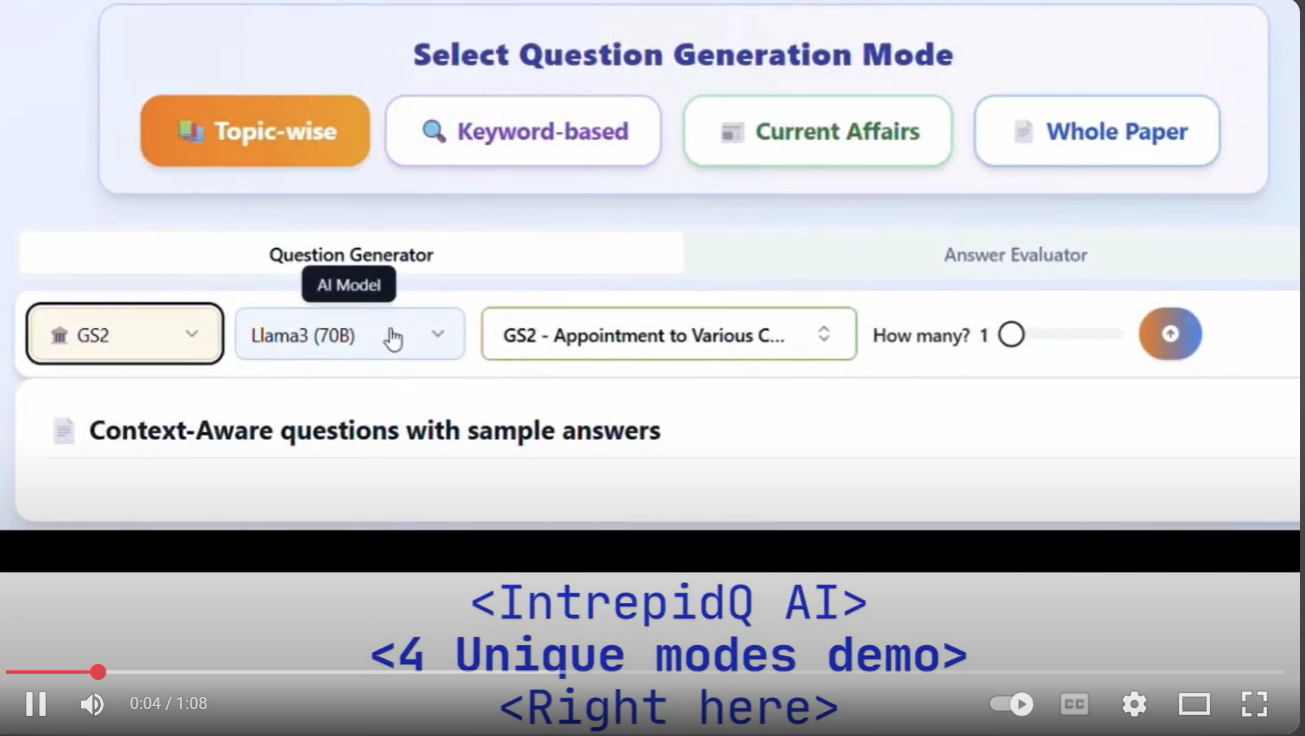 Select Question Generation Mode
Topic-wise Keyword-based Current Affairs Whole Paper
Question Generator Answer Evaluator
AI Model
GS2 Llama3 (70B) GS2 - Appointment to Various C... How many? 1
Context-Aware questions with sample answers
<IntrepidQ AI>
<4 Unique modes demo>
<Right here>
0:04 / 1:08 CC